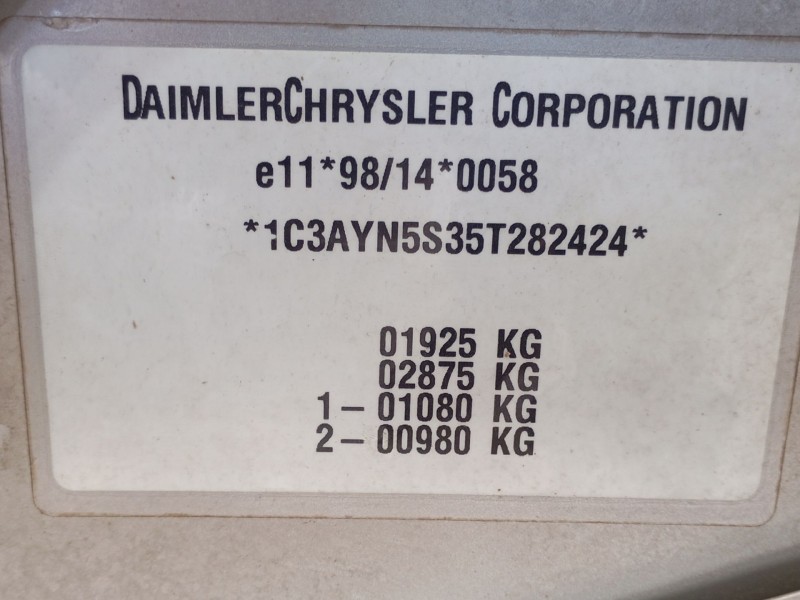 DAIMLERCHRYSLER CORPORATION
e11*98/14*0058
*1C3AYN5S35T282424*
01925 KG
02875 KG
1-01080 KG
2-00980 KG